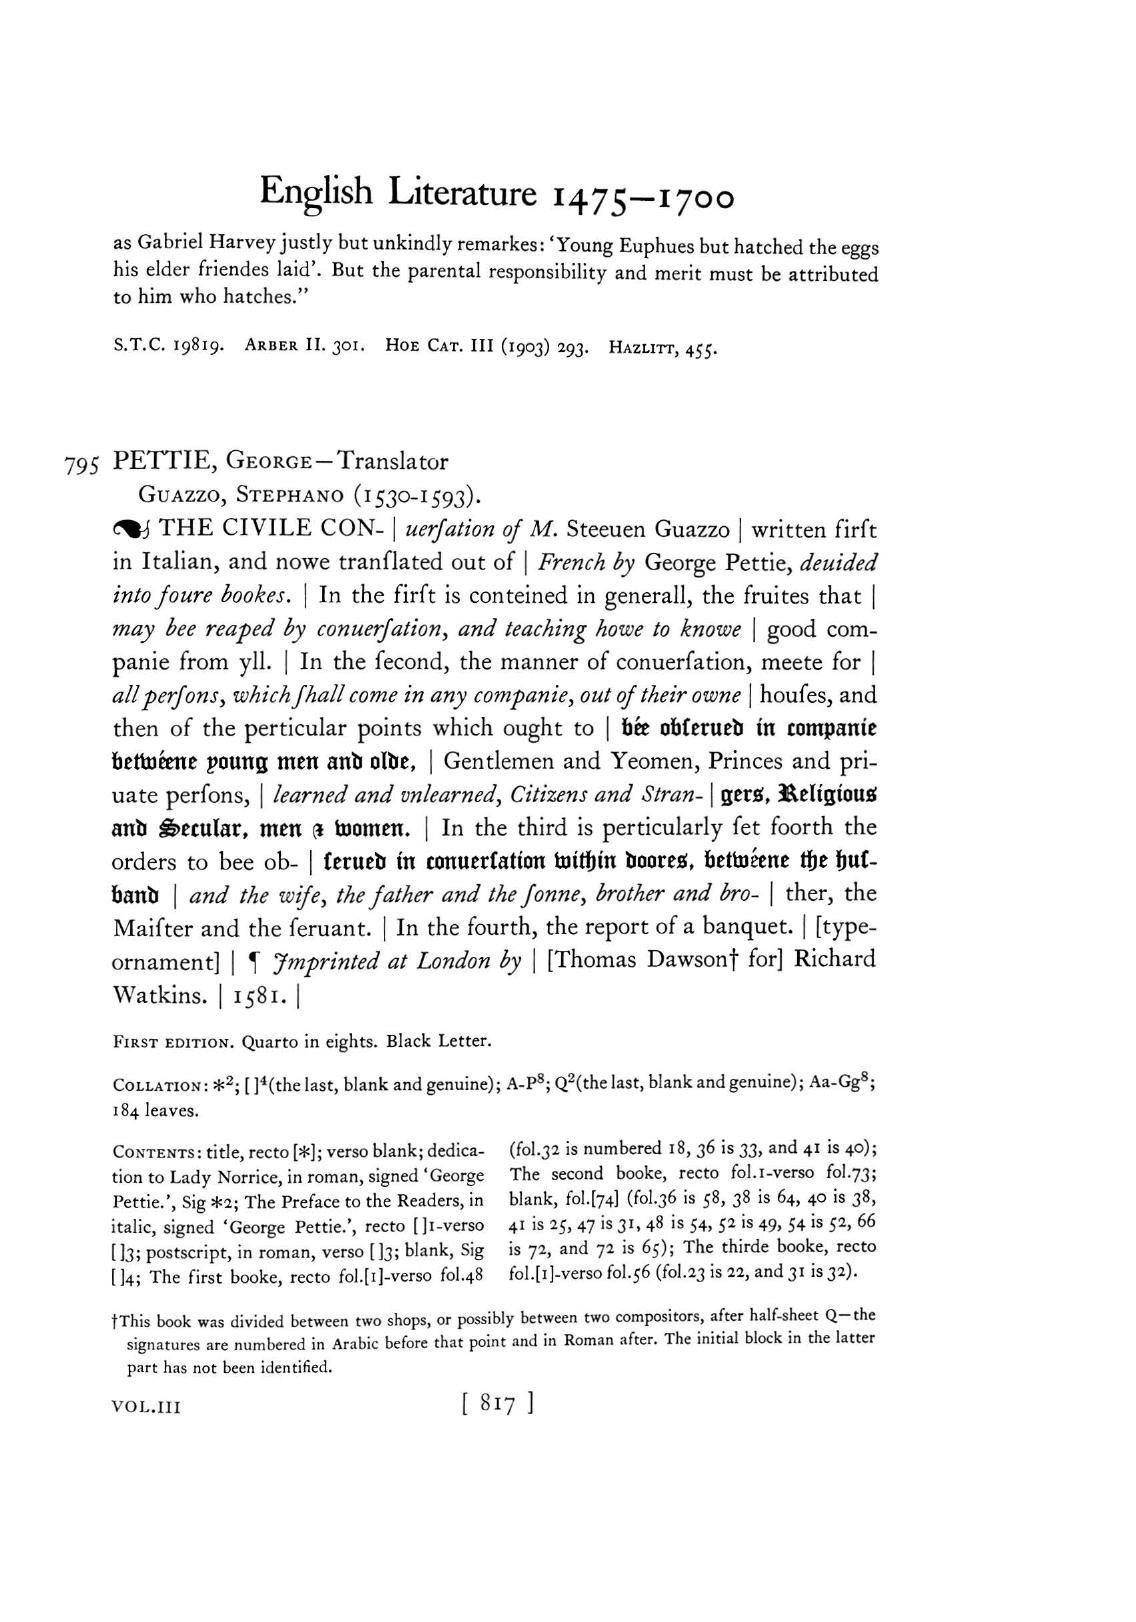 English Literature 1475–1700
as Gabriel Harvey justly but unkindly remarkes: ‘Young Euphues but hatched the eggs
his elder friendes laid’. But the parental responsibility and merit must be attributed
to him who hatches.”
S.T.C. 19819. Arber II. 301. Hoe Cat. III (1903) 293. Hazlitt, 455.
795 PETTIE, George—Translator
Guazzo, Stephano (1530-1593).
☙ THE CIVILE CON- | uerſation of M. Steeuen Guazzo | written firſt
in Italian, and nowe tranſlated out of | French by George Pettie, deuided
into foure bookes. | In the firſt is conteined in generall, the fruites that |
may bee reaped by conuerſation, and teaching howe to knowe | good com-
panie from yll. | In the ſecond, the manner of conuerſation, meete for |
all perſons, which ſhall come in any companie, out of their owne | houſes, and
then of the perticular points which ought to | bée obſerued in companie
betwéene young men and olde, | Gentlemen and Yeomen, Princes and pri-
uate perſons, | learned and vnlearned, Citizens and Stran- | gers, Religious
and Secular, men ⁊ women. | In the third is perticularly ſet foorth the
orders to bee ob- | ſerued in conuerſation within doores, betwéene the huſ-
band | and the wife, the father and the ſonne, brother and bro- | ther, the
Maiſter and the ſeruant. | In the fourth, the report of a banquet. | [type-
ornament] | ¶ Imprinted at London by | [Thomas Dawson† for] Richard
Watkins. | 1581. |
First edition. Quarto in eights. Black Letter.
Collation: *²; [ ]⁴(the last, blank and genuine); A-P⁸; Q²(the last, blank and genuine); Aa-Gg⁸;
184 leaves.
Contents: title, recto [*]; verso blank; dedica-
tion to Lady Norrice, in roman, signed ‘George
Pettie.’, Sig *2; The Preface to the Readers, in
italic, signed ‘George Pettie.’, recto [ ]1-verso
[ ]3; postscript, in roman, verso [ ]3; blank, Sig
[ ]4; The first booke, recto fol.[1]-verso fol.48
(fol.32 is numbered 18, 36 is 33, and 41 is 40);
The second booke, recto fol.1-verso fol.73;
blank, fol.[74] (fol.36 is 58, 38 is 64, 40 is 38,
41 is 25, 47 is 31, 48 is 54, 52 is 49, 54 is 52, 66
is 72, and 72 is 65); The thirde booke, recto
fol.[1]-verso fol.56 (fol.23 is 22, and 31 is 32).
†This book was divided between two shops, or possibly between two compositors, after half-sheet Q—the
signatures are numbered in Arabic before that point and in Roman after. The initial block in the latter
part has not been identified.
VOL.III [ 817 ]